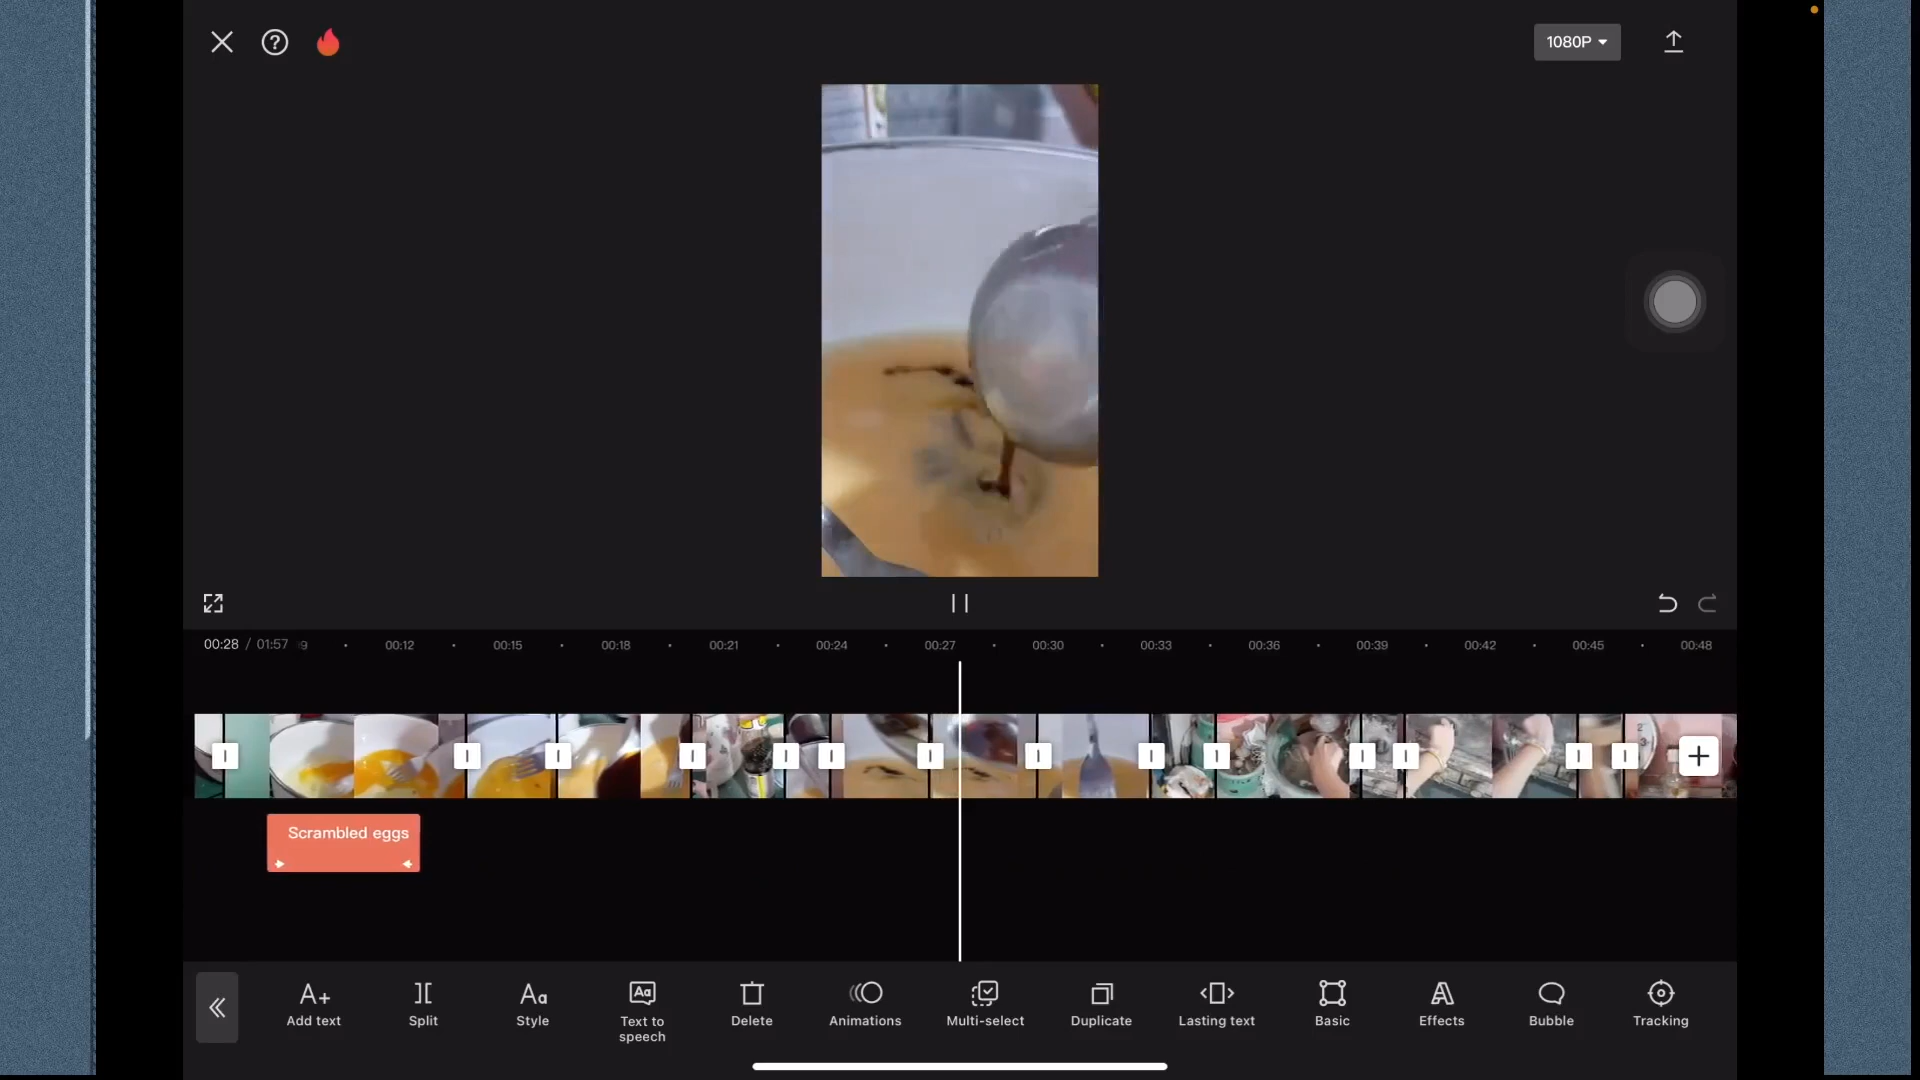 1080P
00:28 / 01:57
9
00:12
00:15
00:18
00:21
00:24
00:27
00:30
00:33
00:36
00:39
00:42
00:45
00:48
Scrambled eggs
Add text
Split
Style
Text to
speech
Delete
Animations
Multi-select
Duplicate
Lasting text
Basic
Effects
Bubble
Tracking